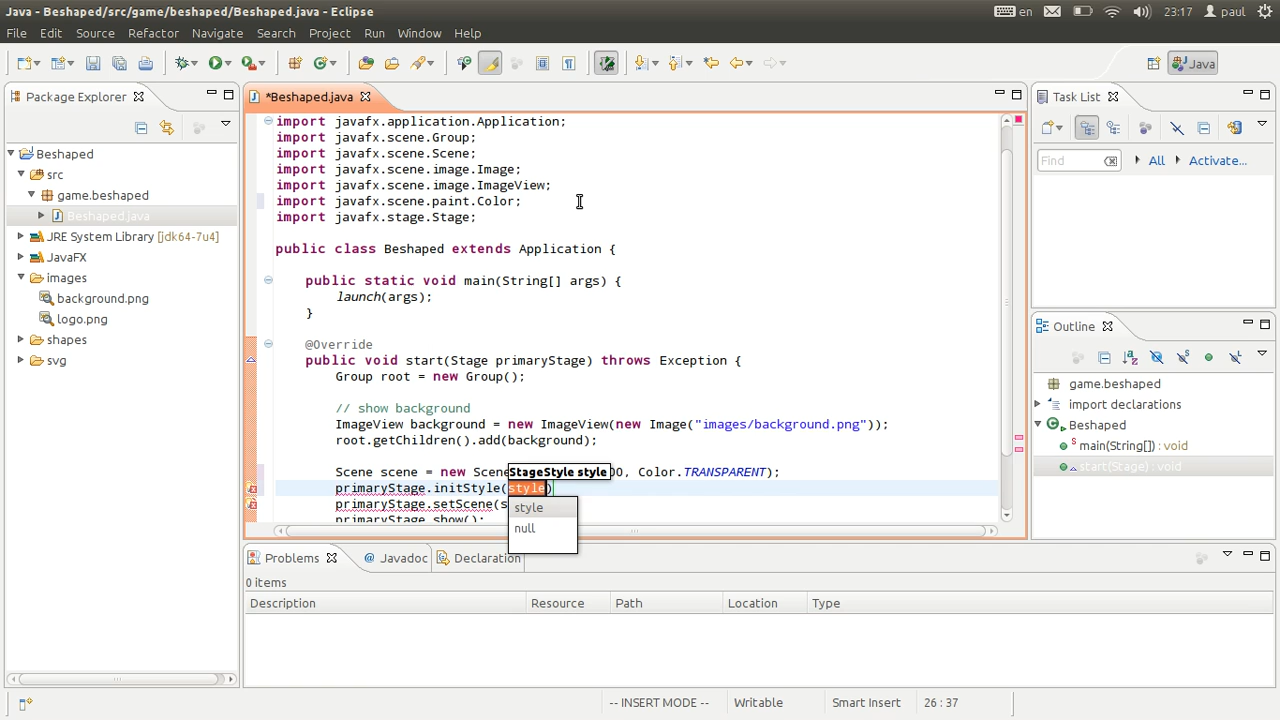 Java - Beshaped/src/game/beshaped/Beshaped.java - Eclipse
en
23:17
paul
File Edit Source Refactor Navigate Search Project Run Window Help
Java
Package Explorer
Beshaped
src
game.beshaped
Beshaped.java
JRE System Library [jdk64-7u4]
JavaFX
images
background.png
logo.png
shapes
svg
*Beshaped.java
import javafx.application.Application;
import javafx.scene.Group;
import javafx.scene.Scene;
import javafx.scene.image.Image;
import javafx.scene.image.ImageView;
import javafx.scene.paint.Color;
import javafx.stage.Stage;
public class Beshaped extends Application {
public static void main(String[] args) {
launch(args);
}
@Override
public void start(Stage primaryStage) throws Exception {
Group root = new Group();
// show background
ImageView background = new ImageView(new Image("images/background.png"));
root.getChildren().add(background);
Scene scene = new Scene 00, Color.TRANSPARENT);
StageStyle style
primaryStage.initStyle(style)
primaryStage.setScene(s
primaryStage.show();
style
null
Task List
Find
All
Activate...
Outline
game.beshaped
import declarations
Beshaped
main(String[]) : void
start(Stage) : void
Problems
@ Javadoc
Declaration
0 items
Description Resource Path Location Type
-- INSERT MODE -- Writable Smart Insert 26 : 37